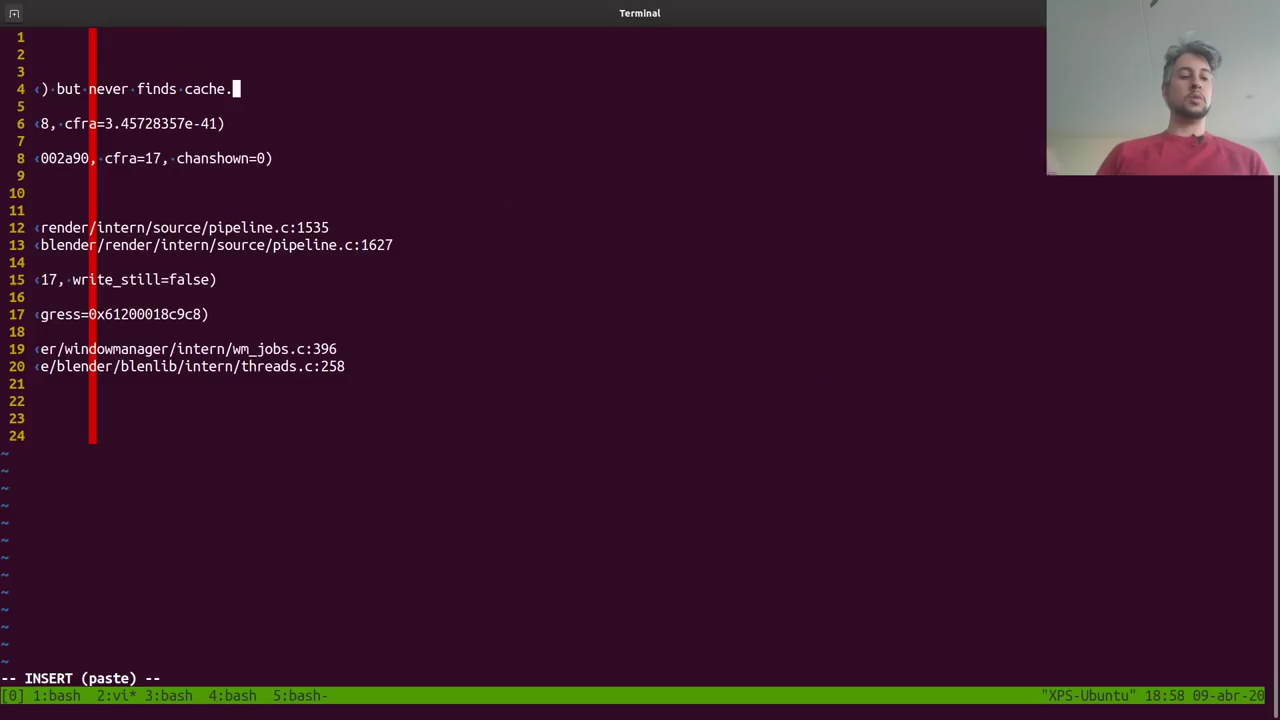 Terminal
1
2
3
4 ‹)·but·never·finds·cache.
5
6 ‹8,·cfra=3.45728357e-41)
7
8 ‹002a90,·cfra=17,·chanshown=0)
9
10
11
12 ‹render/intern/source/pipeline.c:1535
13 ‹blender/render/intern/source/pipeline.c:1627
14
15 ‹17,·write_still=false)
16
17 ‹gress=0x61200018c9c8)
18
19 ‹er/windowmanager/intern/wm_jobs.c:396
20 ‹e/blender/blenlib/intern/threads.c:258
21
22
23
24
~
~
~
~
~
~
~
~
~
~
~
~
~
-- INSERT (paste) --
[0] 1:bash 2:vi* 3:bash 4:bash 5:bash- "XPS-Ubuntu" 18:58 09-abr-20